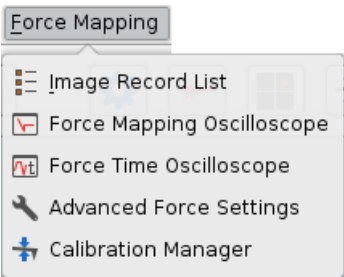 Force Mapping
Image Record List
Force Mapping Oscilloscope
Force Time Oscilloscope
Advanced Force Settings
Calibration Manager